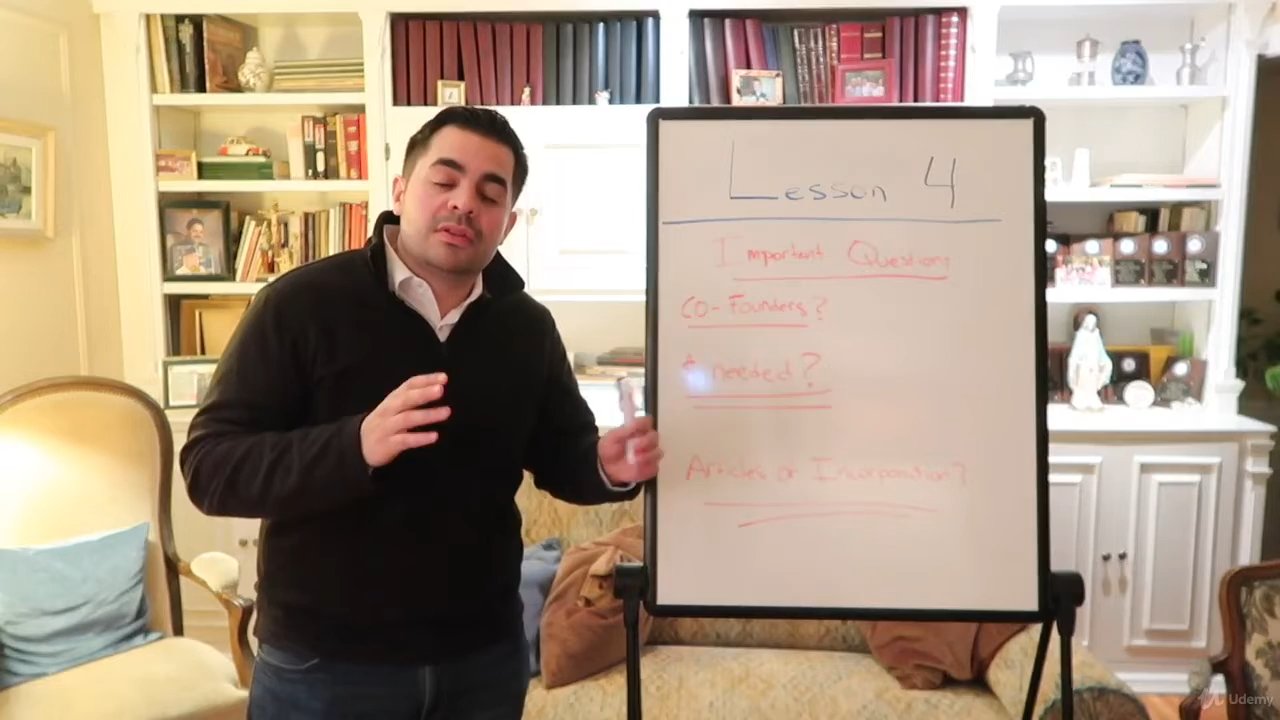 Lesson 4
Important Questions
CO-Founders?
needed?
Articles of Incorporation?
Udemy